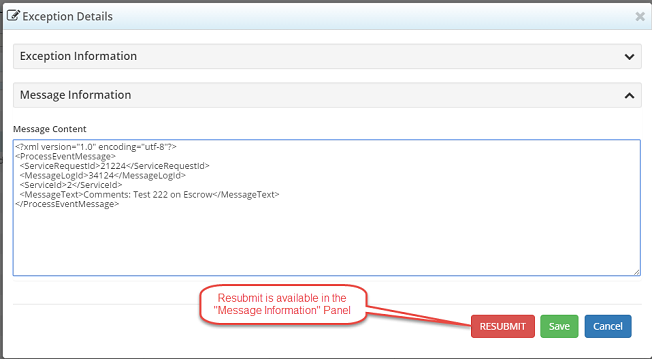 Exception Details
Exception Information
Message Information
Message Content
<?xml version="1.0" encoding="utf-8"?>
<ProcessEventMessage>
  <ServiceRequestId>21224</ServiceRequestId>
  <MessageLogId>34124</MessageLogId>
  <ServiceId>2</ServiceId>
  <MessageText>Comments: Test 222 on Escrow</MessageText>
</ProcessEventMessage>
Resubmit is available in the
"Message Information" Panel
RESUBMIT Save Cancel